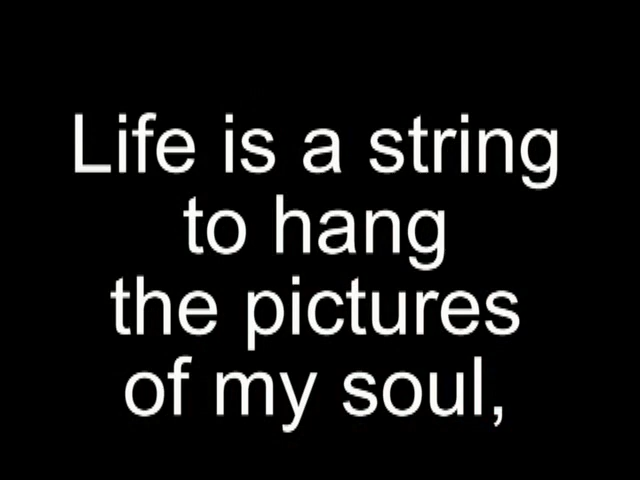 Life is a string
to hang
the pictures
of my soul,